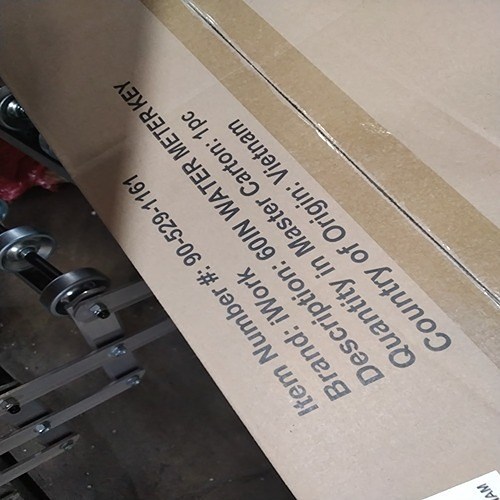 Item Number #: 90-529-1161
Brand: iWork
Description: 60IN WATER METER KEY
Quantity in Master Carton: 1pc
Country of Origin: Vietnam